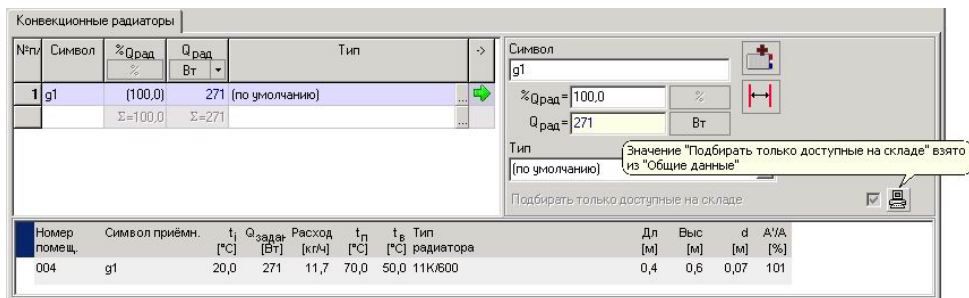 Конвекционные радиаторы
№п/ Символ %Qрад Qрад Тип ->
% Вт
1 g1 (100,0) 271 (по умолчанию) ...
Σ=100,0 Σ=271 ...
Символ
g1
%Qрад= 100,0 %
Qрад= 271 Вт
Тип
(по умолчанию)
Значение "Подбирать только доступные на складе" взято
из "Общие данные"
Подбирать только доступные на складе
Номер Символ приёмн. ti Qзадан Расход tп tв Тип Дл Выс d A'/A
помещ. [°C] [Вт] [кг/ч] [°C] [°C] радиатора [м] [м] [м] [%]
004 g1 20,0 271 11,7 70,0 50,0 11K/600 0,4 0,6 0,07 101